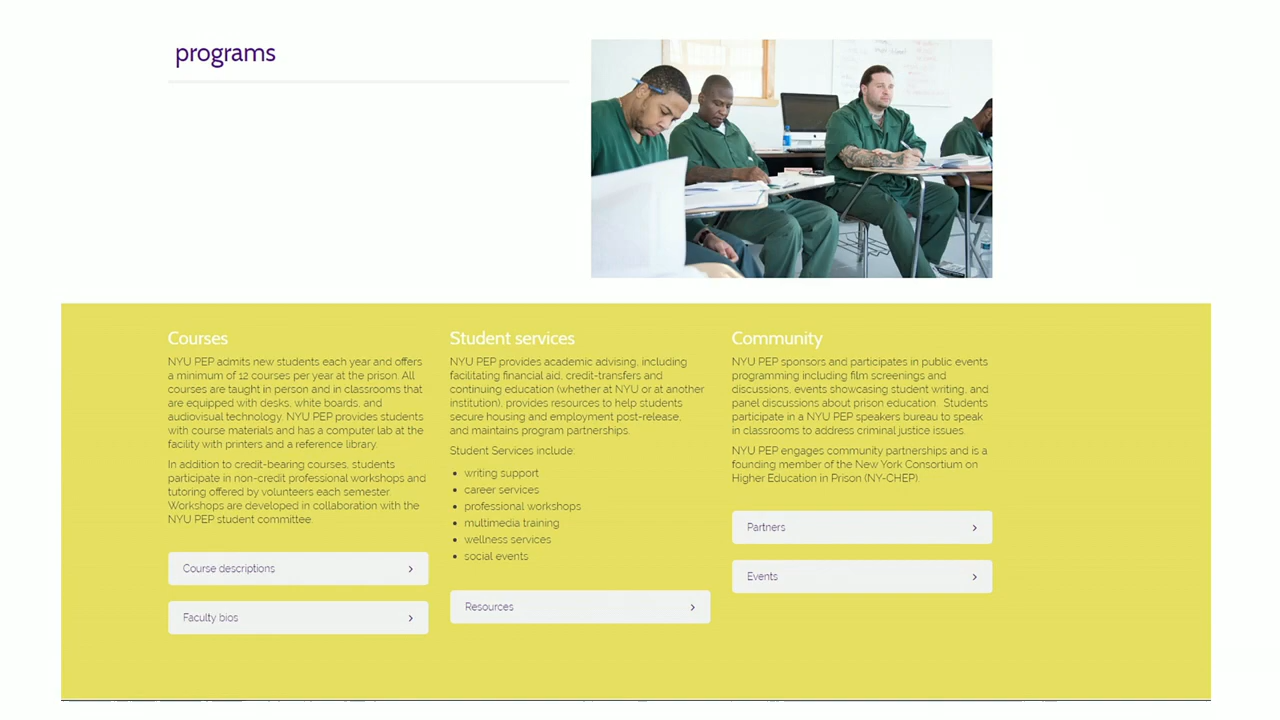 programs
Courses
NYU PEP admits new students each year and offers
a minimum of 12 courses per year at the prison. All
courses are taught in person and in classrooms that
are equipped with desks, white boards, and
audiovisual technology. NYU PEP provides students
with course materials and has a computer lab at the
facility with printers and a reference library.
In addition to credit-bearing courses, students
participate in non-credit professional workshops and
tutoring offered by volunteers each semester.
Workshops are developed in collaboration with the
NYU PEP student committee.
Course descriptions
Faculty bios
Student services
NYU PEP provides academic advising, including
facilitating financial aid, credit-transfers and
continuing education (whether at NYU or at another
institution), provides resources to help students
secure housing and employment post-release,
and maintains program partnerships.
Student Services include:
• writing support
• career services
• professional workshops
• multimedia training
• wellness services
• social events
Resources
Community
NYU PEP sponsors and participates in public events
programming including film screenings and
discussions, events showcasing student writing, and
panel discussions about prison education. Students
participate in a NYU PEP speakers bureau to speak
in classrooms to address criminal justice issues.
NYU PEP engages community partnerships and is a
founding member of the New York Consortium on
Higher Education in Prison (NY-CHEP).
Partners
Events